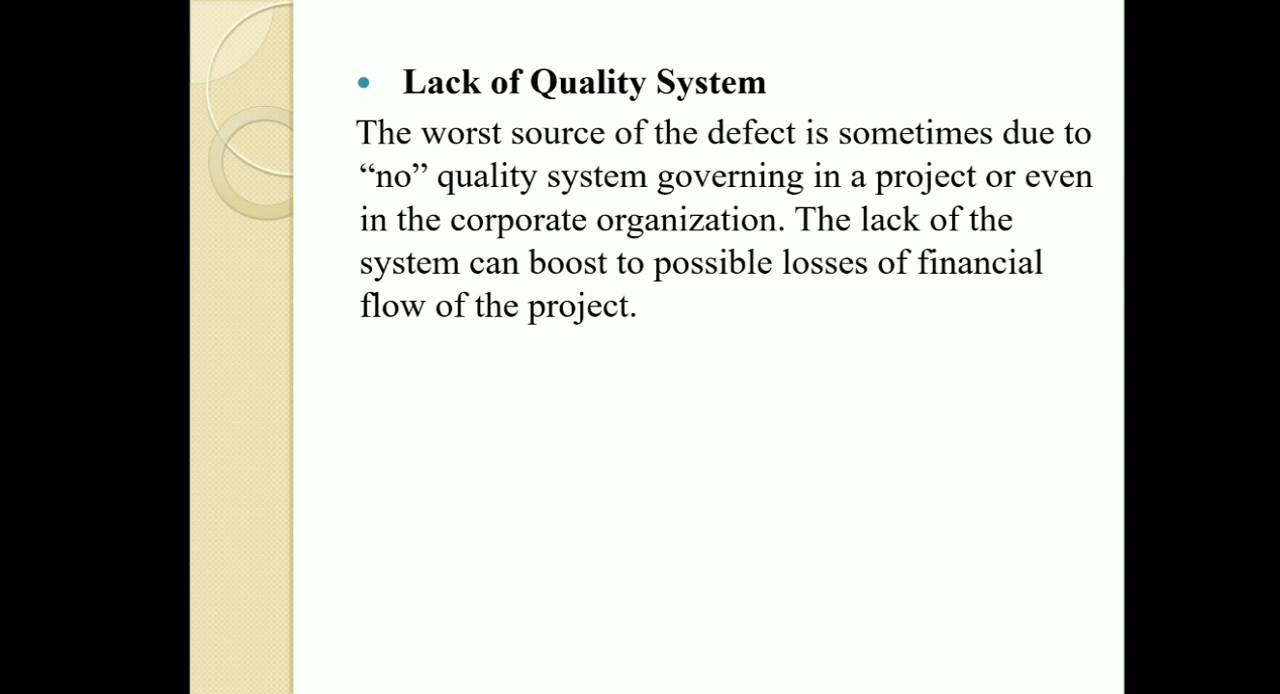 Lack of Quality System
The worst source of the defect is sometimes due to
“no” quality system governing in a project or even
in the corporate organization. The lack of the
system can boost to possible losses of financial
flow of the project.